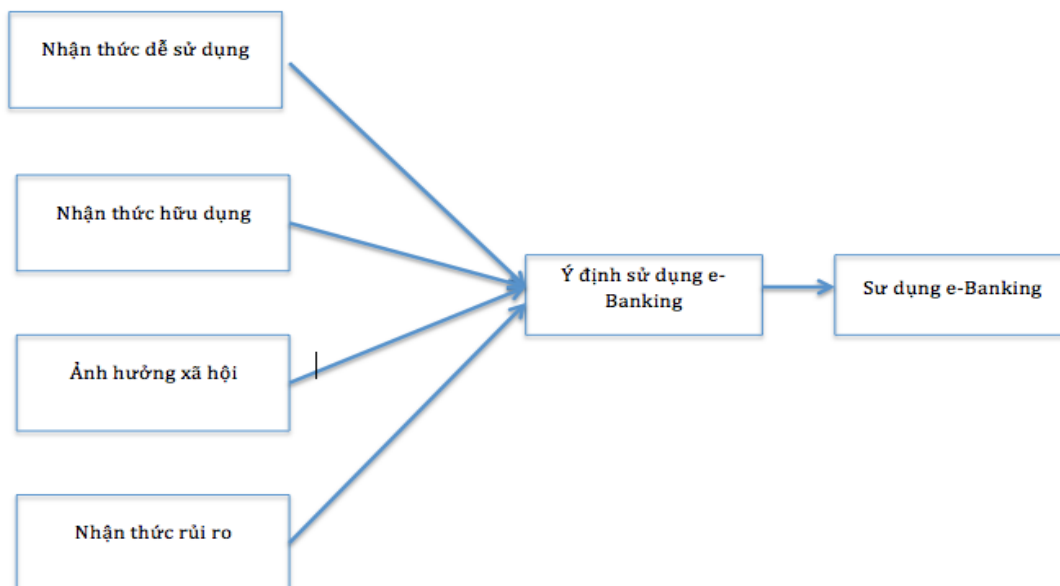 Nhận thức dễ sử dụng
Nhận thức hữu dụng
Ảnh hưởng xã hội
Nhận thức rủi ro
Ý định sử dụng e-
Banking
Sư dụng e-Banking